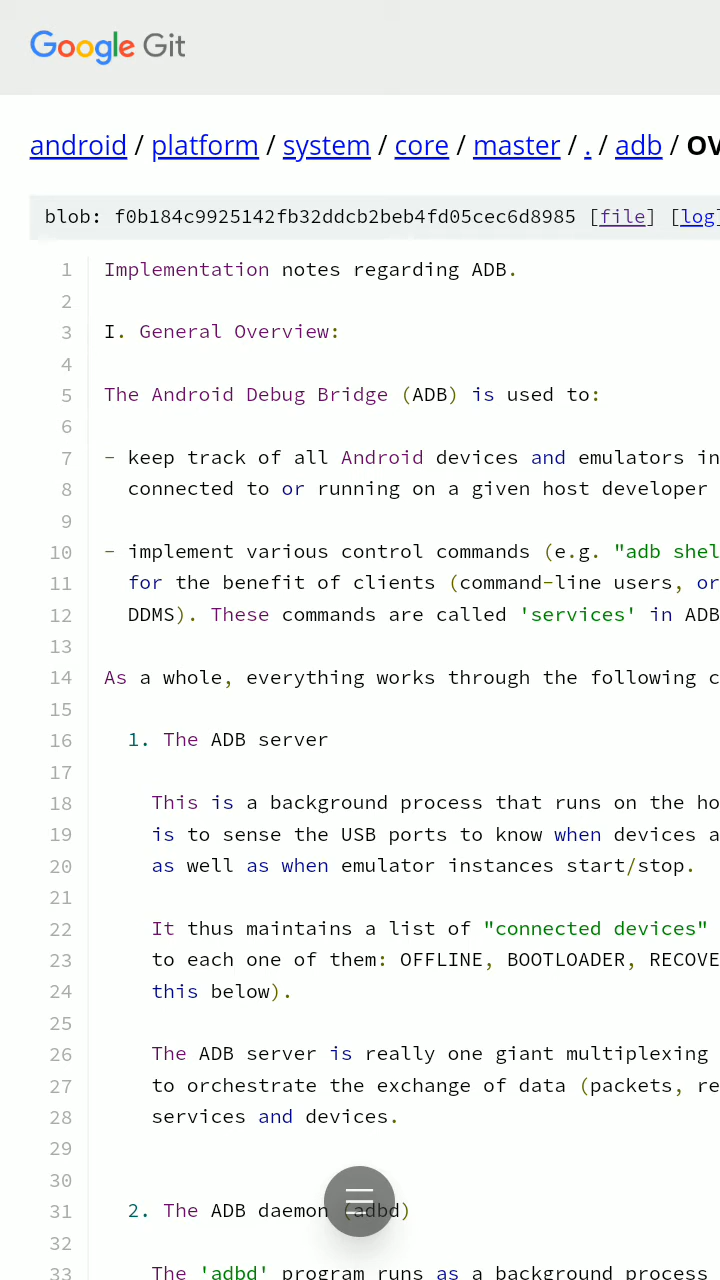 Google Git
android / platform / system / core / master / . / adb /
blob: f0b184c9925142fb32ddcb2beb4fd05cec6d8985 [file] [log]
1 Implementation notes regarding ADB.
2
3 I. General Overview:
4
5 The Android Debug Bridge (ADB) is used to:
6
7 - keep track of all Android devices and emulators in
8 connected to or running on a given host developer
9
10 - implement various control commands (e.g. "adb shel
11 for the benefit of clients (command-line users, or
12 DDMS). These commands are called 'services' in ADB
13
14 As a whole, everything works through the following c
15
16 1. The ADB server
17
18 This is a background process that runs on the ho
19 is to sense the USB ports to know when devices a
20 as well as when emulator instances start/stop.
21
22 It thus maintains a list of "connected devices"
23 to each one of them: OFFLINE, BOOTLOADER, RECOVE
24 this below).
25
26 The ADB server is really one giant multiplexing
27 to orchestrate the exchange of data (packets, re
28 services and devices.
29
30
31 2. The ADB daemon (adbd)
32
33 The 'adbd' program runs as a background process